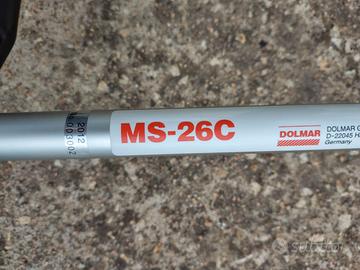 2012
MS-26C
DOLMAR
DOLMAR G
D-22045 H
Germany